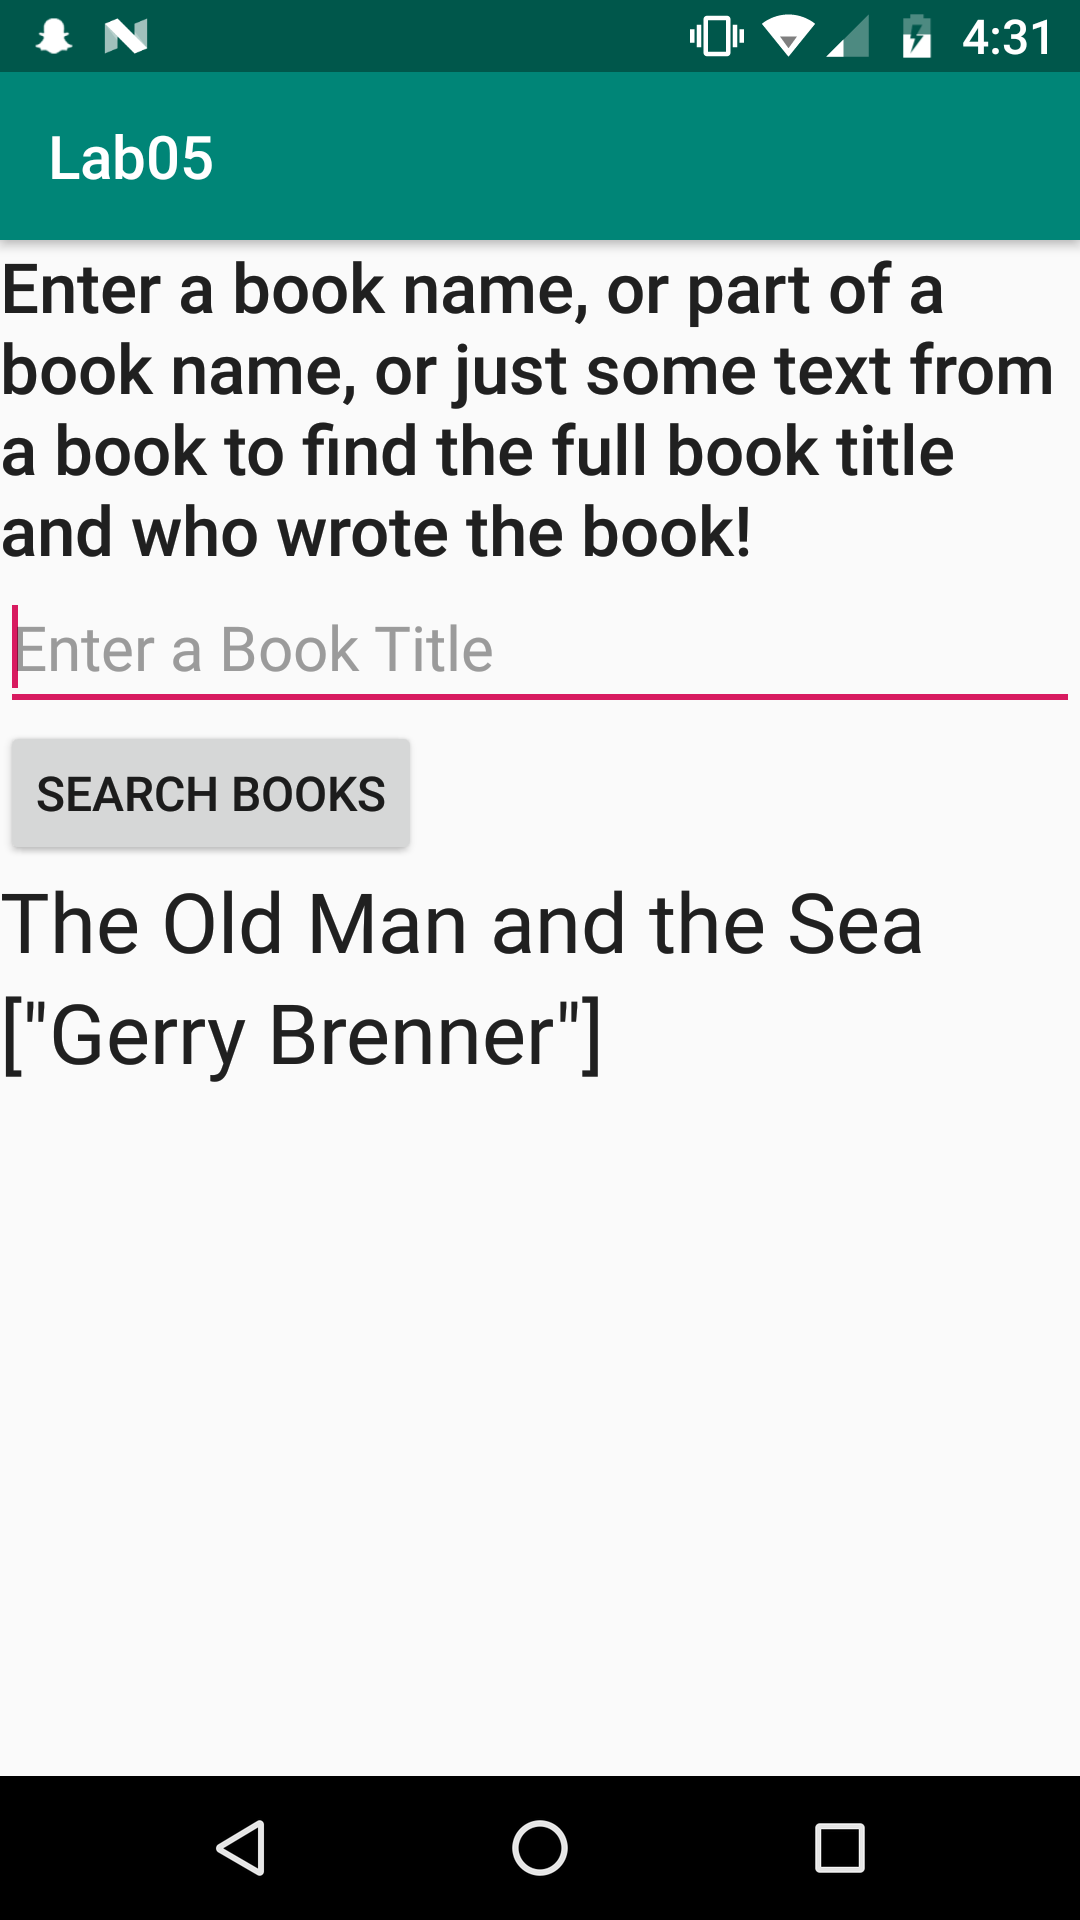 4:31
Lab05
Enter a book name, or part of a
book name, or just some text from
a book to find the full book title
and who wrote the book!
Enter a Book Title
SEARCH BOOKS
The Old Man and the Sea
["Gerry Brenner"]